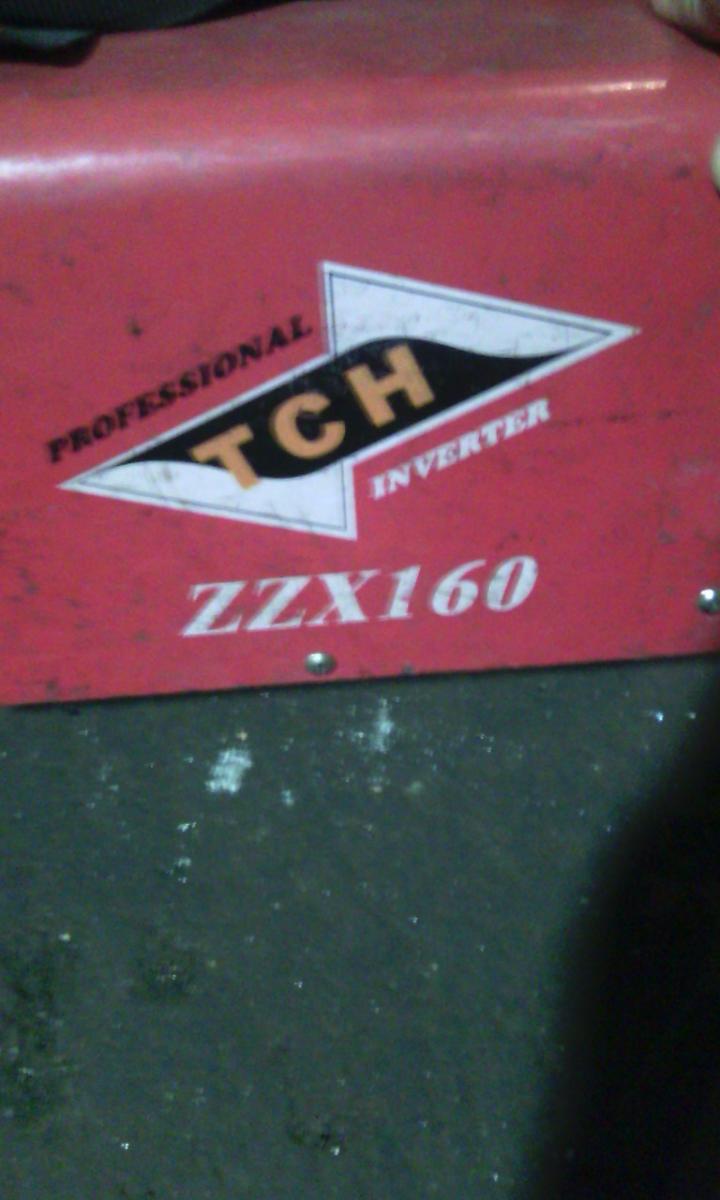 PROFESSIONAL
TCH
INVERTER
ZZX160